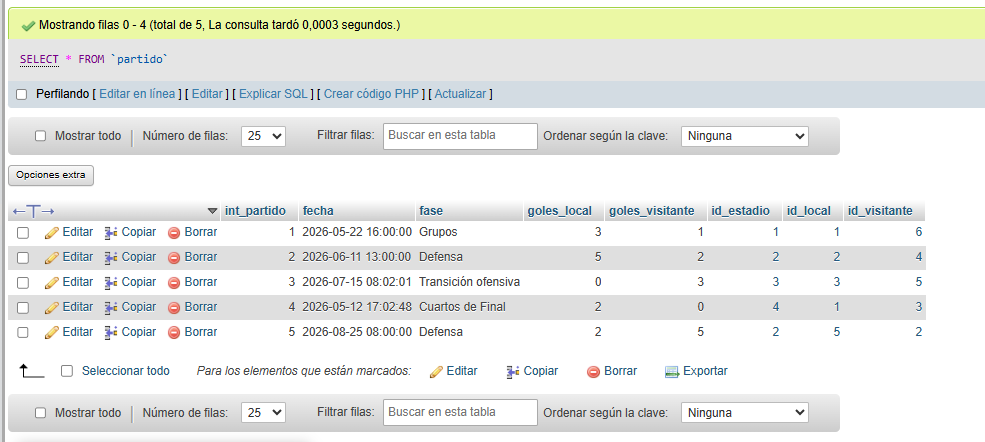 Mostrando filas 0 - 4 (total de 5, La consulta tardó 0,0003 segundos.)
SELECT * FROM `partido`
Perfilando [ Editar en línea ] [ Editar ] [ Explicar SQL ] [ Crear código PHP ] [ Actualizar ]
Mostrar todo | Número de filas: 25 Filtrar filas: Buscar en esta tabla Ordenar según la clave: Ninguna
Opciones extra
←T→ int_partido fecha fase goles_local goles_visitante id_estadio id_local id_visitante
Editar Copiar Borrar 1 2026-05-22 16:00:00 Grupos 3 1 1 1 6
Editar Copiar Borrar 2 2026-06-11 13:00:00 Defensa 5 2 2 2 4
Editar Copiar Borrar 3 2026-07-15 08:02:01 Transición ofensiva 0 3 3 3 5
Editar Copiar Borrar 4 2026-05-12 17:02:48 Cuartos de Final 2 0 4 1 3
Editar Copiar Borrar 5 2026-08-25 08:00:00 Defensa 2 5 2 5 2
Seleccionar todo Para los elementos que están marcados: Editar Copiar Borrar Exportar
Mostrar todo | Número de filas: 25 Filtrar filas: Buscar en esta tabla Ordenar según la clave: Ninguna